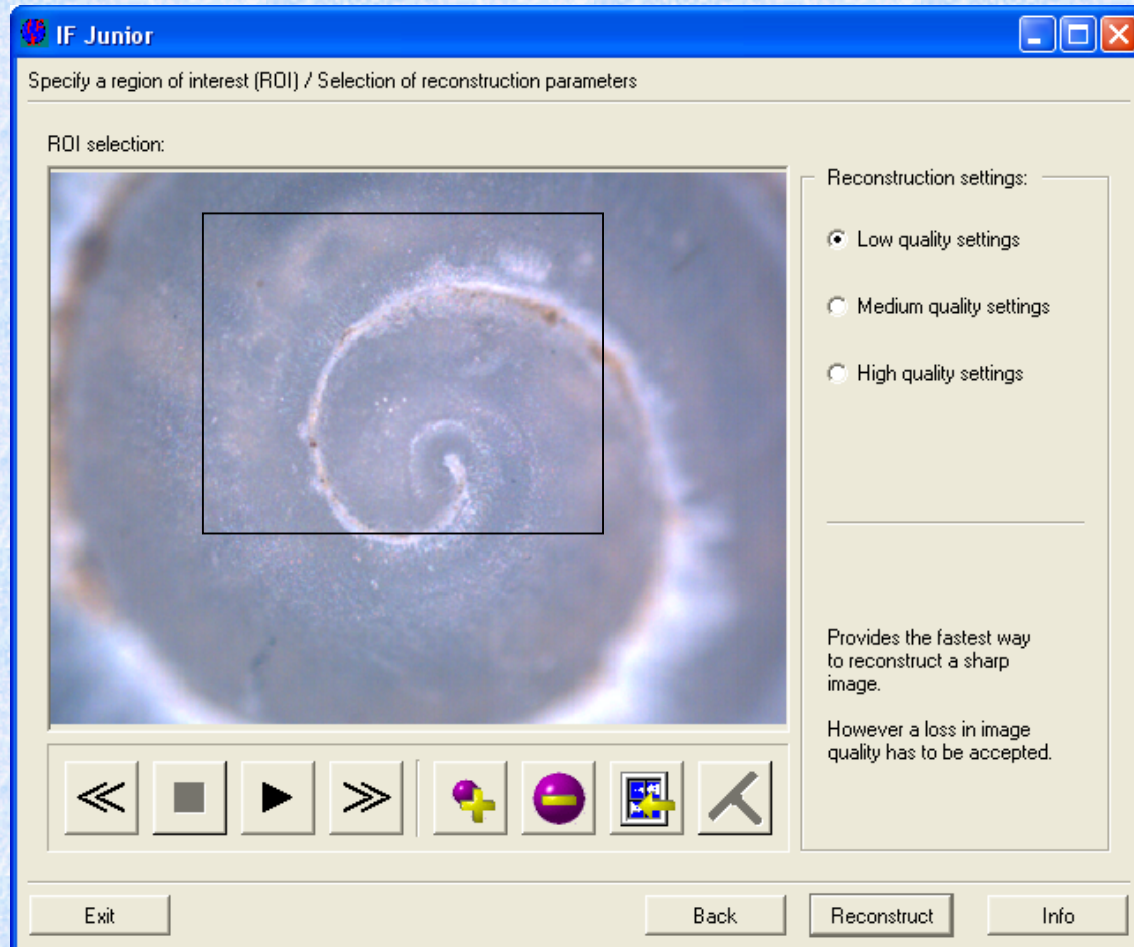 IF Junior
Specify a region of interest (ROI) / Selection of reconstruction parameters
ROI selection:
Reconstruction settings:
Low quality settings
Medium quality settings
High quality settings
Provides the fastest way
to reconstruct a sharp
image.
However a loss in image
quality has to be accepted.
Exit
Back
Reconstruct
Info